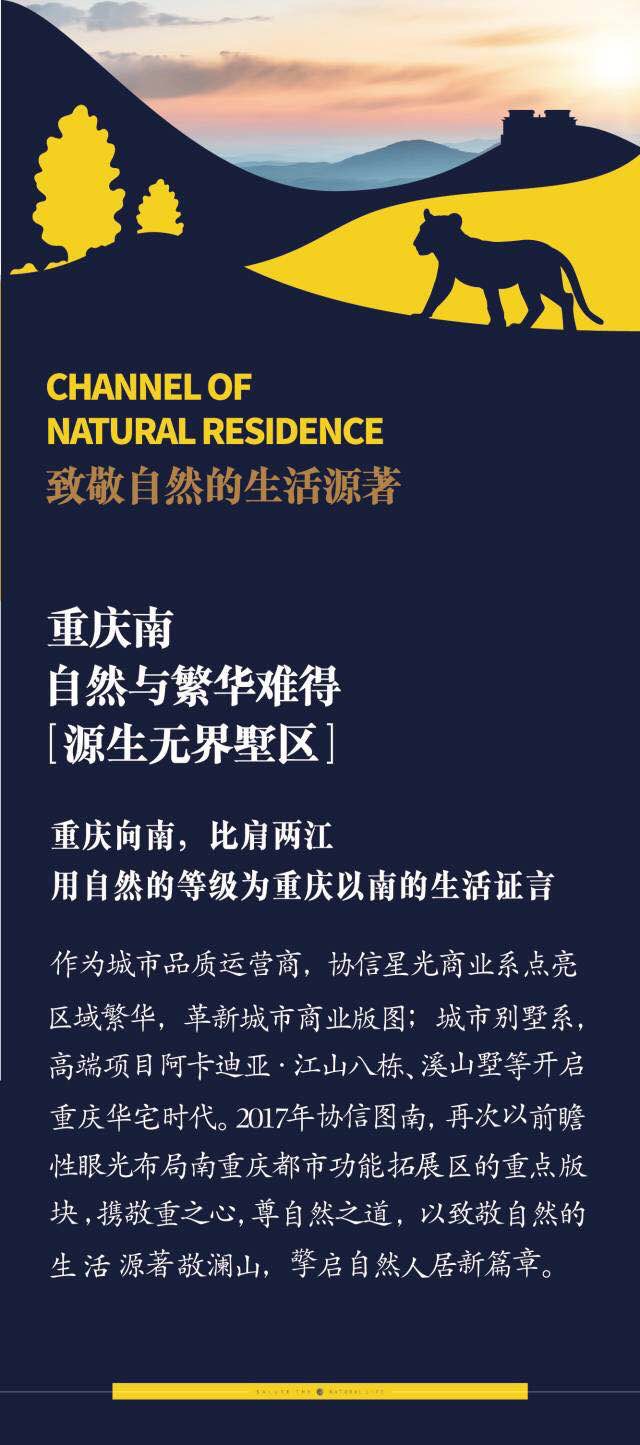 CHANNEL OF
NATURAL RESIDENCE
致敬自然的生活源著
重庆南
自然与繁华难得
[源生无界墅区]
重庆向南，比肩两江
用自然的等级为重庆以南的生活证言
作为城市品质运营商，协信星光商业系点亮
区域繁华，革新城市商业版图；城市别墅系，
高端项目阿卡迪亚·江山八栋、溪山墅等开启
重庆华宅时代。2017年协信图南，再次以前瞻
性眼光布局南重庆都市功能拓展区的重点版
块，携敬重之心，尊自然之道，以致敬自然的
生活 源著敬澜山，擎启自然人居新篇章。
SALUTE THE NATURAL LIFE